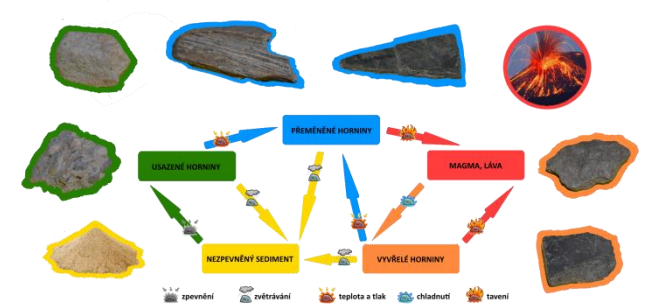 PŘEMĚNĚNÉ HORNINY
USAZENÉ HORNINY
MAGMA, LÁVA
NEZPEVNĚNÝ SEDIMENT
VYVŘELÉ HORNINY
zpevnění
zvětrávání
teplota a tlak
chladnutí
tavení